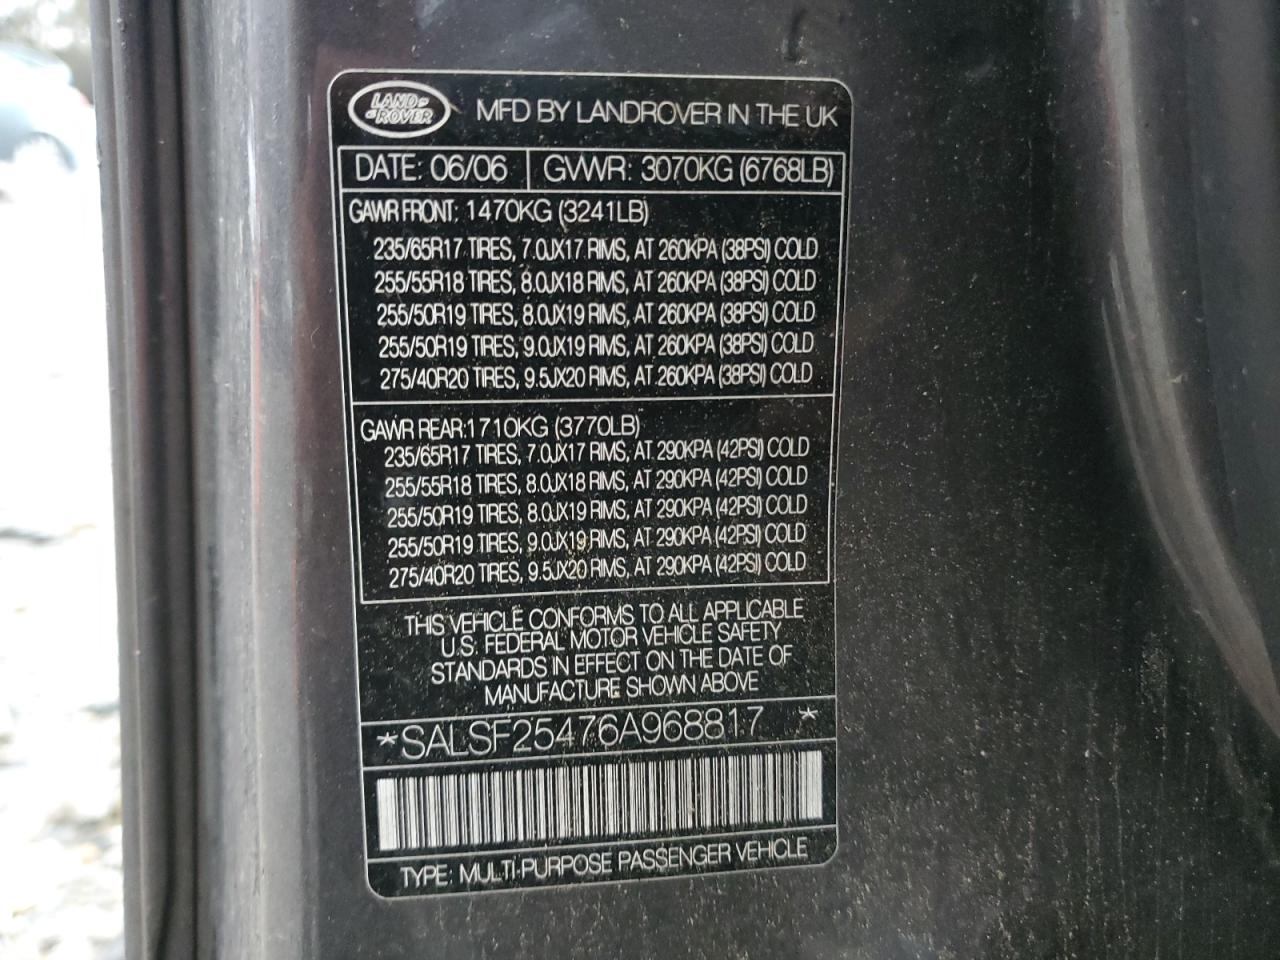 LAND-
-ROVER
MFD BY LANDROVER IN THE UK
DATE: 06/06 GVWR: 3070KG (6768LB)
GAWR FRONT: 1470KG (3241LB)
235/65R17 TIRES, 7.0JX17 RIMS, AT 260KPA (38PSI) COLD
255/55R18 TIRES, 8.0JX18 RIMS, AT 260KPA (38PSI) COLD
255/50R19 TIRES, 8.0JX19 RIMS, AT 260KPA (38PSI) COLD
255/50R19 TIRES, 9.0JX19 RIMS, AT 260KPA (38PSI) COLD
275/40R20 TIRES, 9.5JX20 RIMS, AT 260KPA (38PSI) COLD
GAWR REAR:1710KG (3770LB)
235/65R17 TIRES, 7.0JX17 RIMS, AT 290KPA (42PSI) COLD
255/55R18 TIRES, 8.0JX18 RIMS, AT 290KPA (42PSI) COLD
255/50R19 TIRES, 8.0JX19 RIMS, AT 290KPA (42PSI) COLD
255/50R19 TIRES, 9.0JX19 RIMS, AT 290KPA (42PSI) COLD
275/40R20 TIRES, 9.5JX20 RIMS, AT 290KPA (42PSI) COLD
THIS VEHICLE CONFORMS TO ALL APPLICABLE
U.S. FEDERAL MOTOR VEHICLE SAFETY
STANDARDS IN EFFECT ON THE DATE OF
MANUFACTURE SHOWN ABOVE
*SALSF25476A968817 *
TYPE: MULTI-PURPOSE PASSENGER VEHICLE